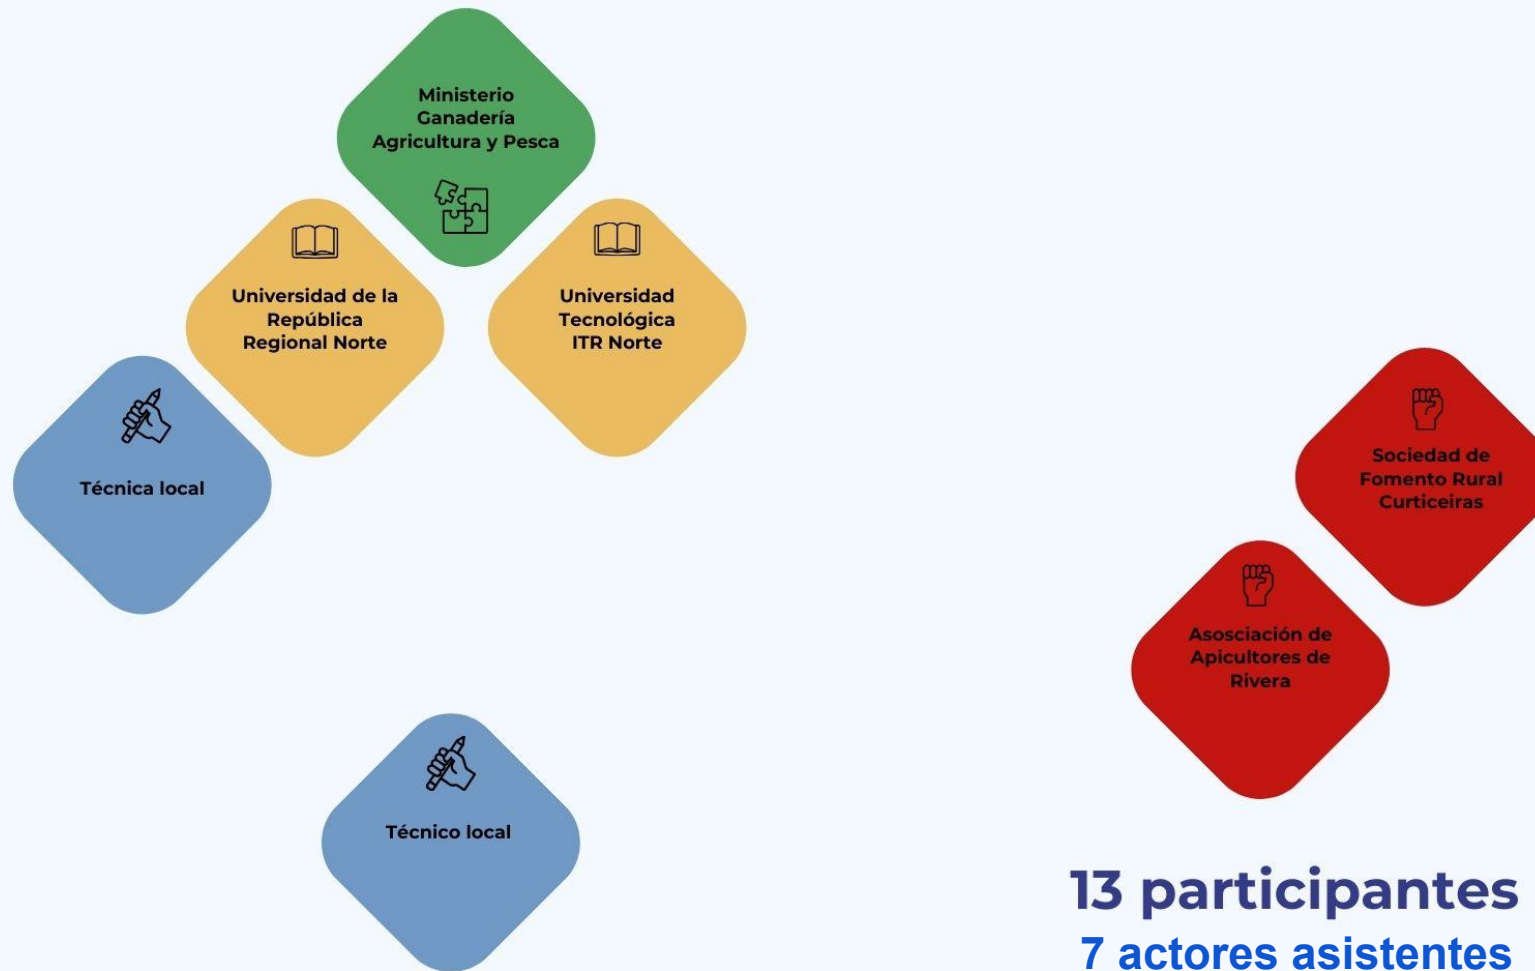 Ministerio
Ganadería
Agricultura y Pesca
Universidad de la
República
Regional Norte
Universidad
Tecnológica
ITR Norte
Técnica local
Sociedad de
Fomento Rural
Curticeiras
Asosciación de
Apicultores de
Rivera
Técnico local
13 participantes
7 actores asistentes